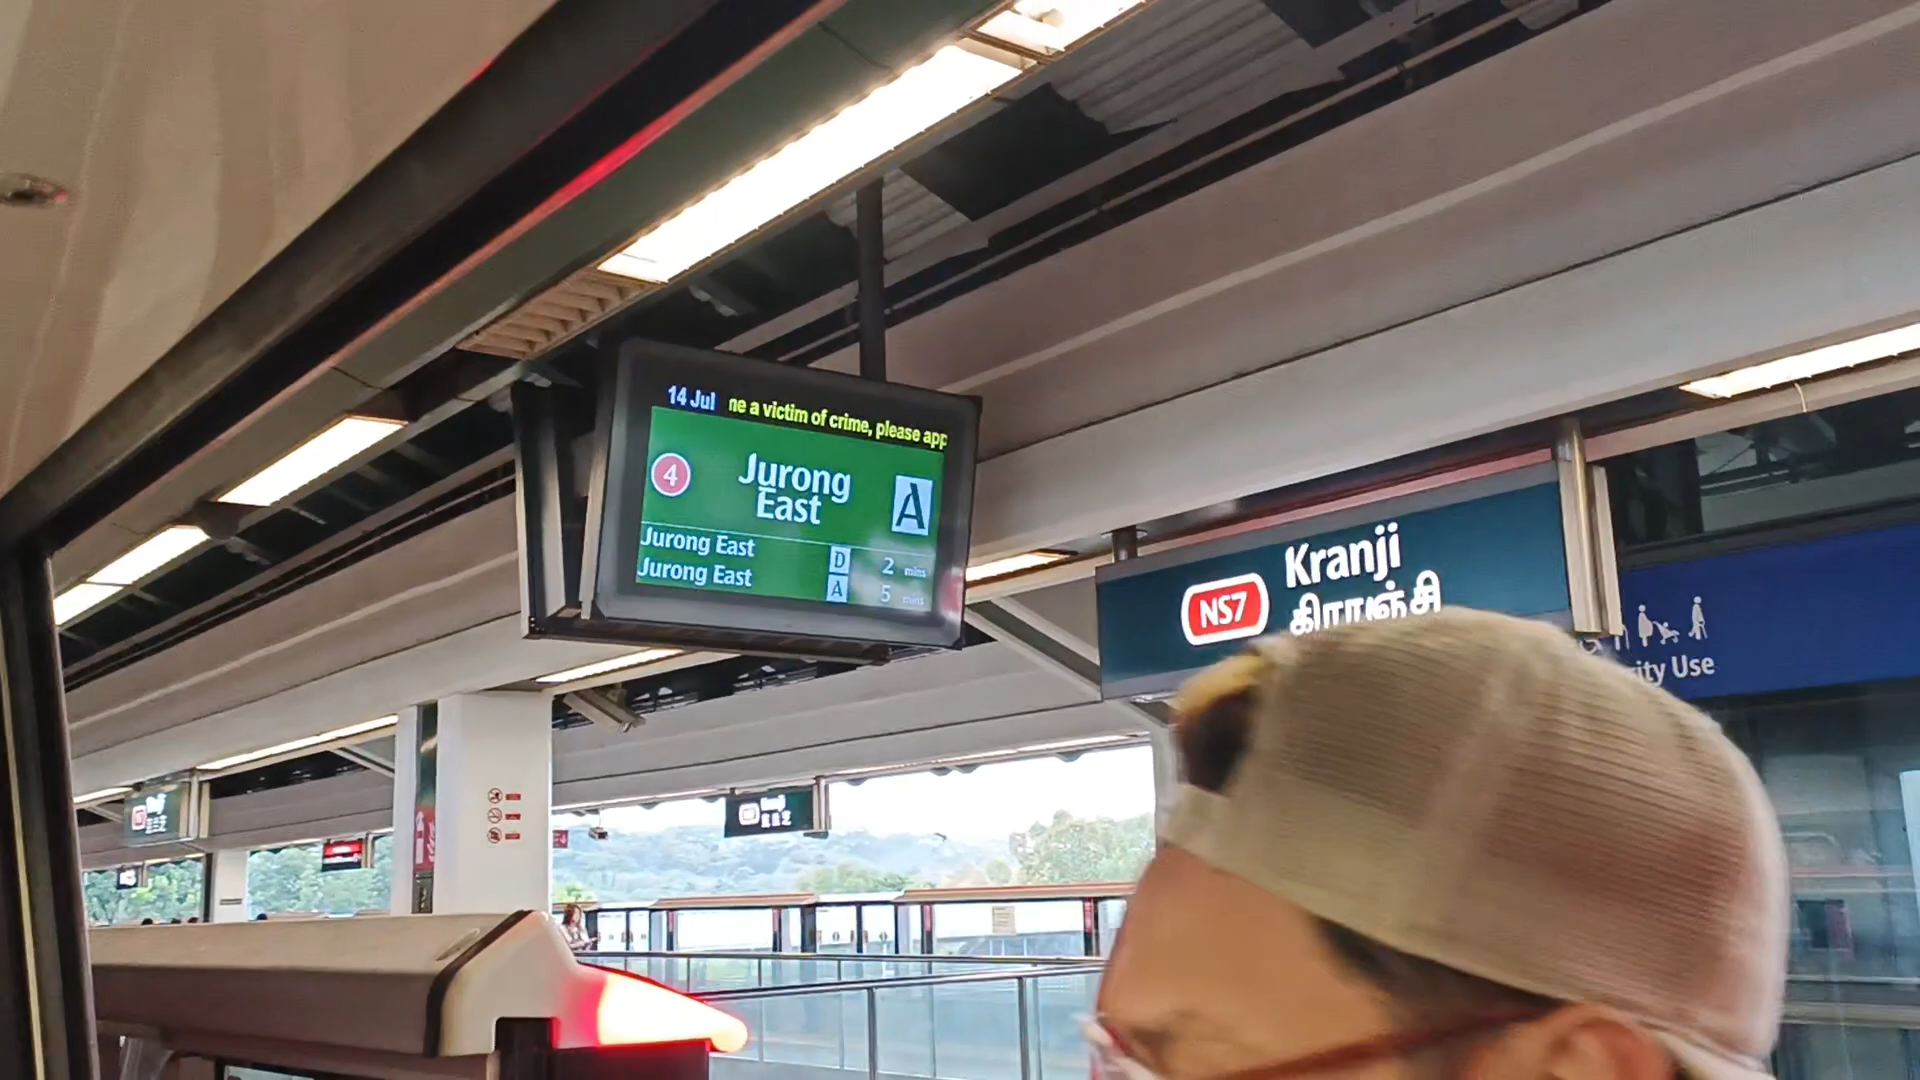 14 Jul ne a victim of crime, please app
4 Jurong East A
Jurong East D 2 mins
Jurong East A 5 mins
NS7 Kranji
கிராஞ்சி
ity Use
Kranji